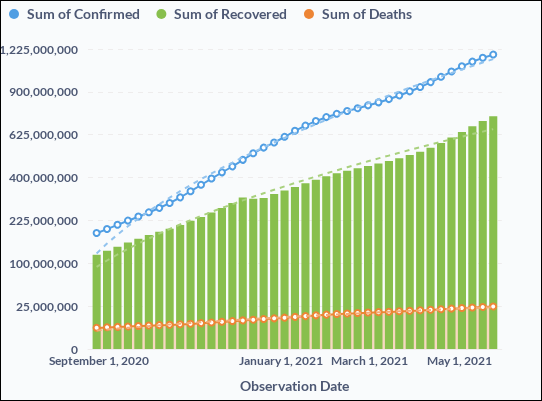 Sum of Confirmed Sum of Recovered Sum of Deaths
1,225,000,000
900,000,000
625,000,000
400,000,000
225,000,000
100,000,000
25,000,000
0
September 1, 2020 January 1, 2021 March 1, 2021 May 1, 2021
Observation Date